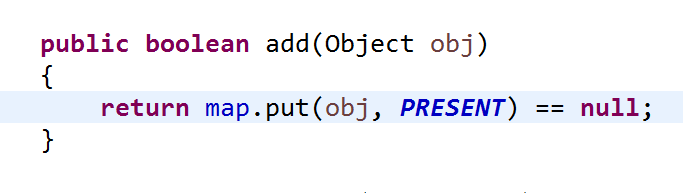 public boolean add(Object obj)
{
    return map.put(obj, PRESENT) == null;
}